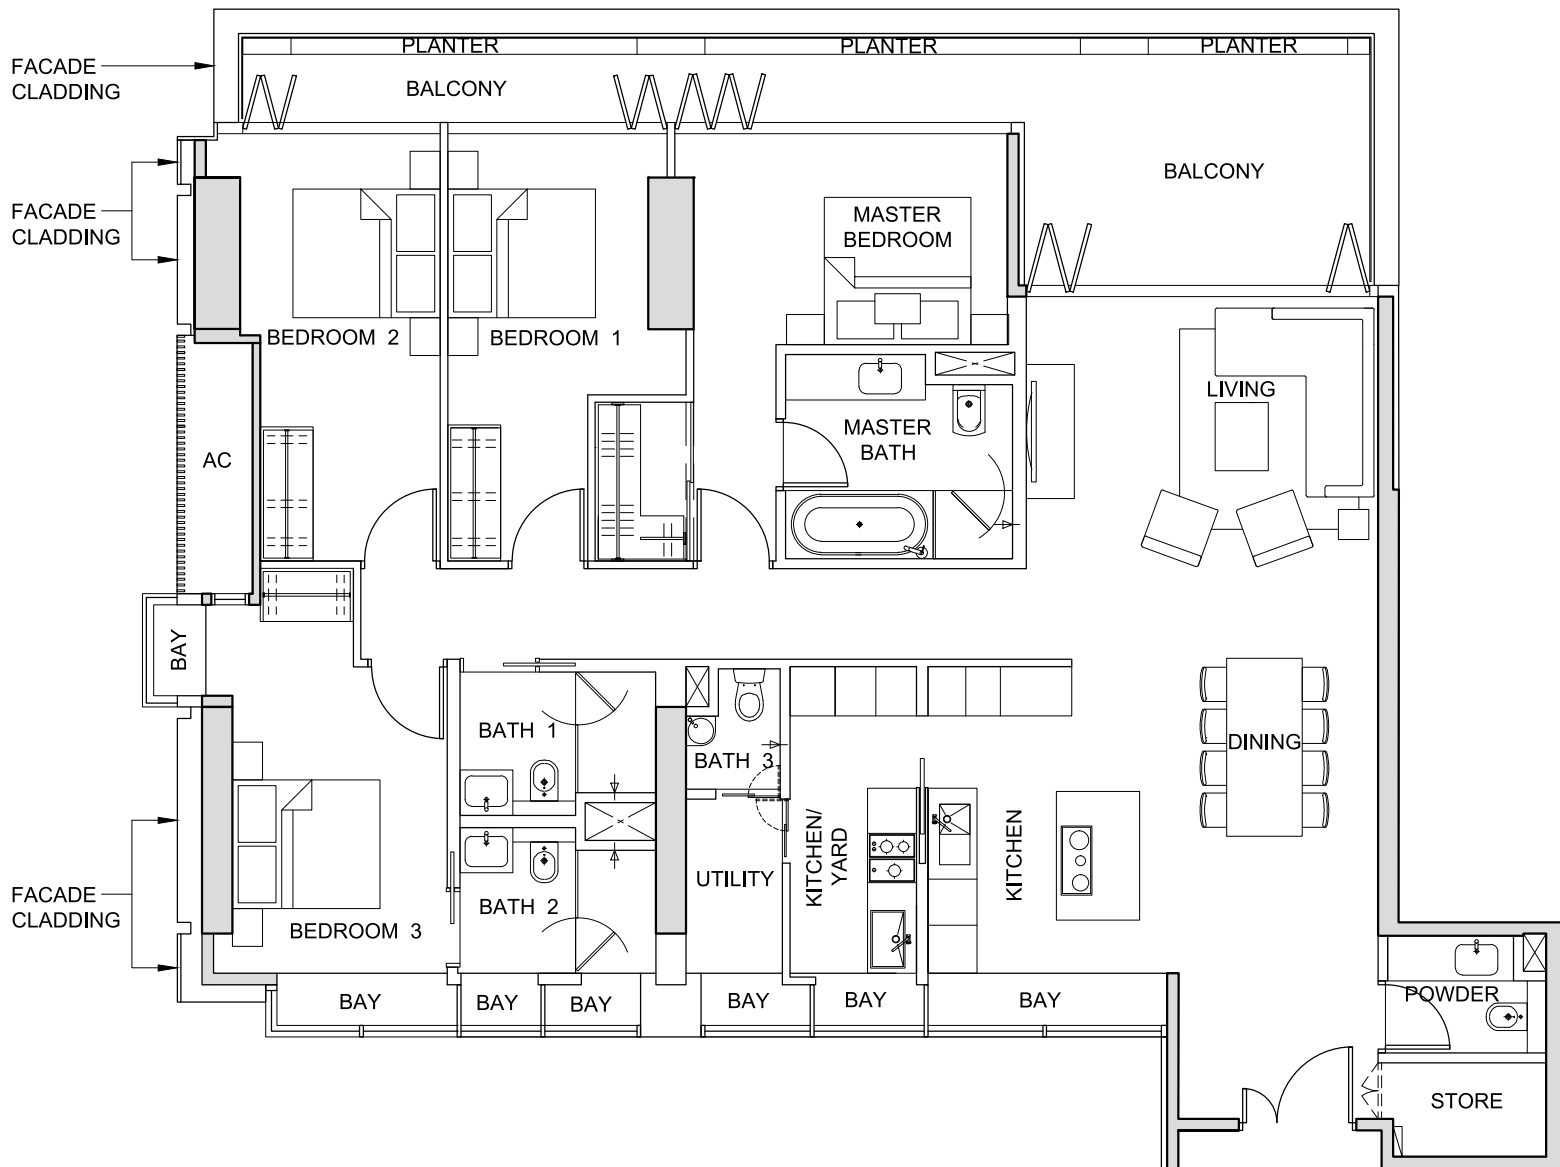 PLANTER
PLANTER
PLANTER
FACADE
CLADDING
BALCONY
BALCONY
FACADE
CLADDING
MASTER
BEDROOM
BEDROOM 2
BEDROOM 1
LIVING
MASTER
BATH
AC
BAY
BATH 1
BATH 3
DINING
KITCHEN/
YARD
KITCHEN
UTILITY
FACADE
CLADDING
BATH 2
BEDROOM 3
BAY
BAY
BAY
BAY
BAY
BAY
POWDER
STORE